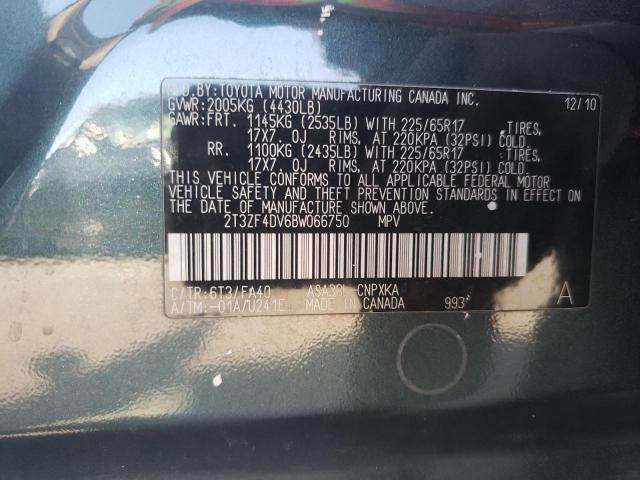 MFD BY: TOYOTA MOTOR MANUFACTURING CANADA INC.
GVWR: 2005KG (4430LB) 12/10
GAWR: FRT. 1145KG (2535LB) WITH 225/65R17 TIRES,
17X7. OJ RIMS, AT 220KPA (32PSI) COLD.
RR. 1100KG (2435LB) WITH 225/65R17 TIRES,
17X7. OJ RIMS, AT 220KPA (32PSI) COLD.
THIS VEHICLE CONFORMS TO ALL APPLICABLE FEDERAL MOTOR
VEHICLE SAFETY AND THEFT PREVENTION STANDARDS IN EFFECT ON
THE DATE OF MANUFACTURE SHOWN ABOVE.
2T3ZF4DV6BW066750 MPV
C/TR: 6T3/FA40 ASA38L CNPXKA
A/TM: -01A/U241E MADE IN CANADA 993 A